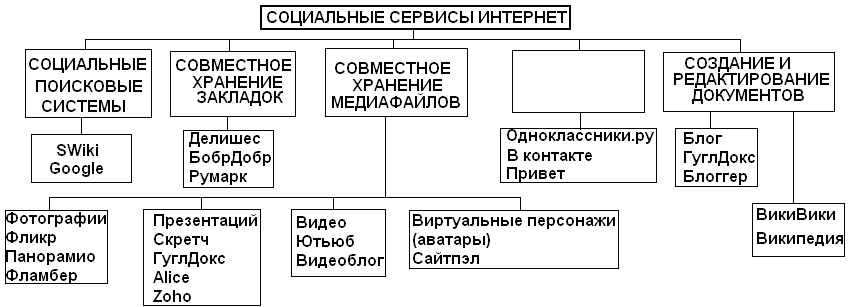 СОЦИАЛЬНЫЕ СЕРВИСЫ ИНТЕРНЕТ
СОЦИАЛЬНЫЕ
ПОИСКОВЫЕ
СИСТЕМЫ
СОВМЕСТНОЕ
ХРАНЕНИЕ
ЗАКЛАДОК
СОВМЕСТНОЕ
ХРАНЕНИЕ
МЕДИАФАЙЛОВ
СОЗДАНИЕ И
РЕДАКТИРОВАНИЕ
ДОКУМЕНТОВ
SWiki
Google
Делишес
БобрДобр
Румарк
Одноклассники.ру
В контакте
Привет
Блог
ГуглДокс
Блоггер
Фотографии
Фликр
Панорамио
Фламбер
Презентаций
Скретч
ГуглДокс
Alice
Zoho
Видео
Ютьюб
Видеоблог
Виртуальные персонажи
(аватары)
Сайтпэл
ВикиВики
Википедия